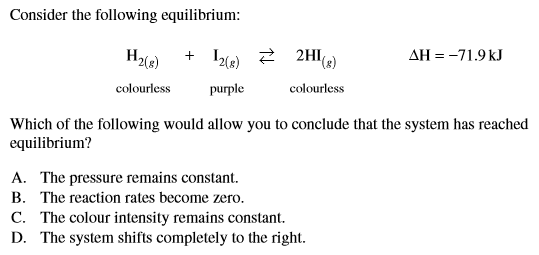 Consider the following equilibrium:
H₂(g) + I₂(g) ⇄ 2HI(g) ΔH = −71.9 kJ
colourless purple colourless
Which of the following would allow you to conclude that the system has reached
equilibrium?
A. The pressure remains constant.
B. The reaction rates become zero.
C. The colour intensity remains constant.
D. The system shifts completely to the right.